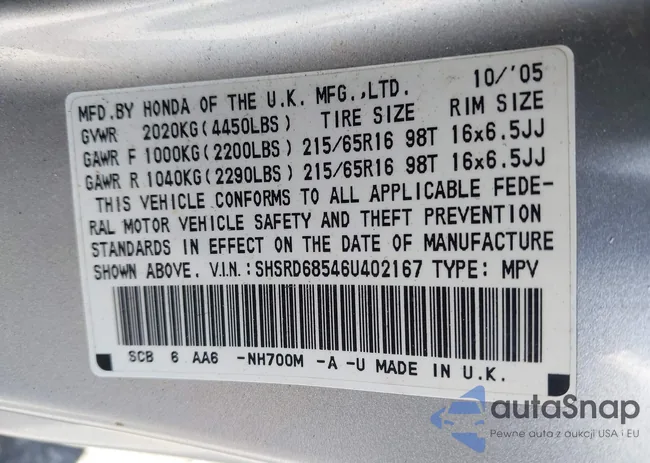 MFD.BY HONDA OF THE U.K. MFG.,LTD. 10/'05
GVWR 2020KG(4450LBS) TIRE SIZE RIM SIZE
GAWR F 1000KG(2200LBS) 215/65R16 98T 16x6.5JJ
GAWR R 1040KG(2290LBS) 215/65R16 98T 16x6.5JJ
THIS VEHICLE CONFORMS TO ALL APPLICABLE FEDE-
RAL MOTOR VEHICLE SAFETY AND THEFT PREVENTION
STANDARDS IN EFFECT ON THE DATE OF MANUFACTURE
SHOWN ABOVE. V.I.N.:SHSRD68546U402167 TYPE: MPV
SCB 6 AA6 -NH700M -A -U MADE IN U.K.
autaSnap
Pewne auta z aukcji USA i EU